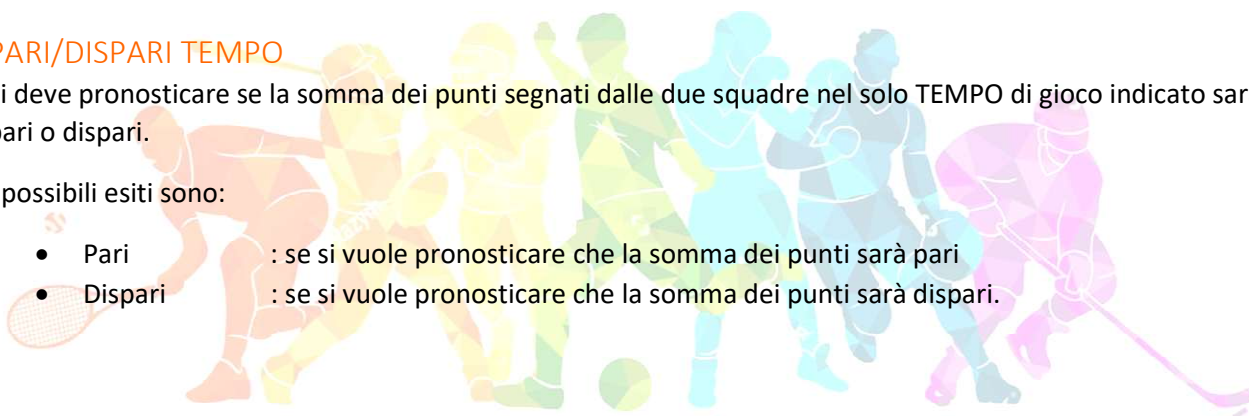 PARI/DISPARI TEMPO
i deve pronosticare se la somma dei punti segnati dalle due squadre nel solo TEMPO di gioco indicato sar
pari o dispari.
possibili esiti sono:
• Pari : se si vuole pronosticare che la somma dei punti sarà pari
• Dispari : se si vuole pronosticare che la somma dei punti sarà dispari.